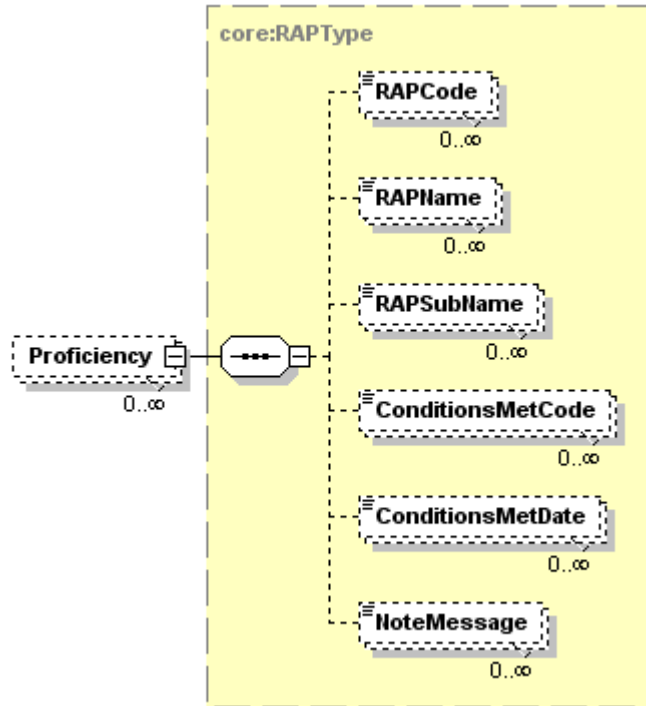 core:RAPType
RAPCode
0..∞
RAPName
0..∞
RAPSubName
0..∞
Proficiency
0..∞
ConditionsMetCode
0..∞
ConditionsMetDate
0..∞
NoteMessage
0..∞